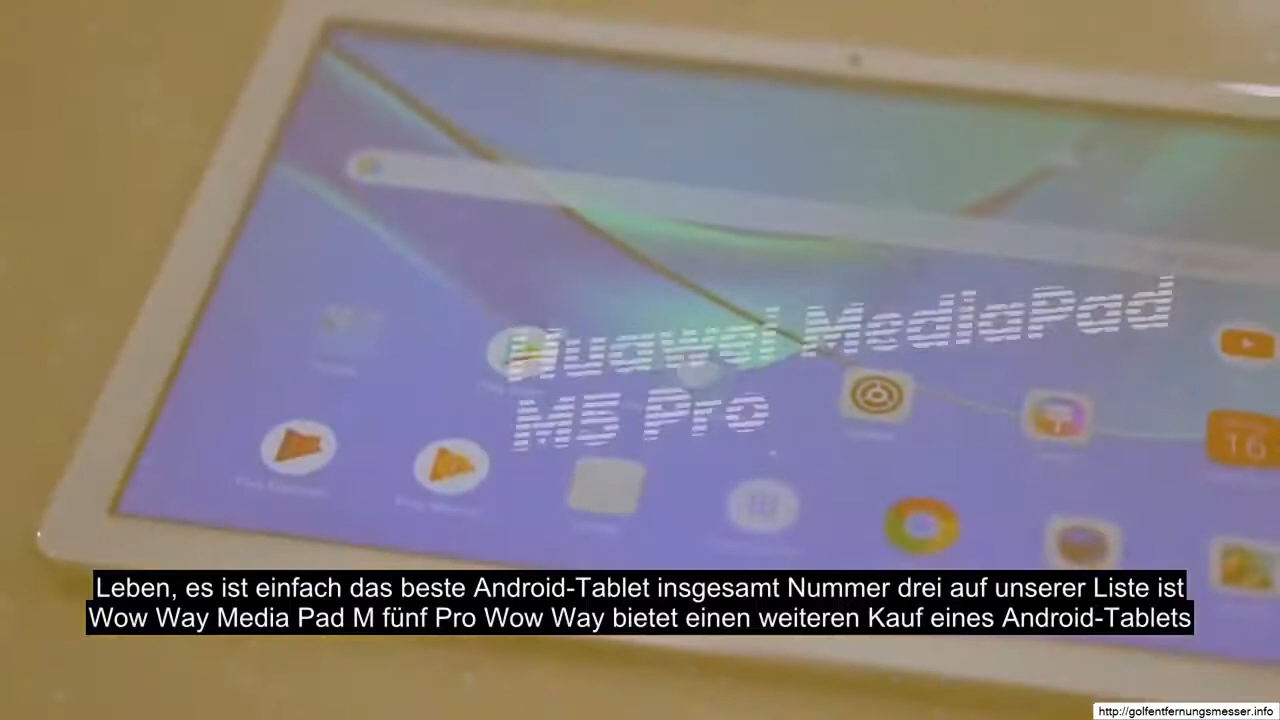 Huawei MediaPad
M5 Pro
16
Leben, es ist einfach das beste Android-Tablet insgesamt Nummer drei auf unserer Liste ist
Wow Way Media Pad M fünf Pro Wow Way bietet einen weiteren Kauf eines Android-Tablets
http://golfentfernungsmesser.info